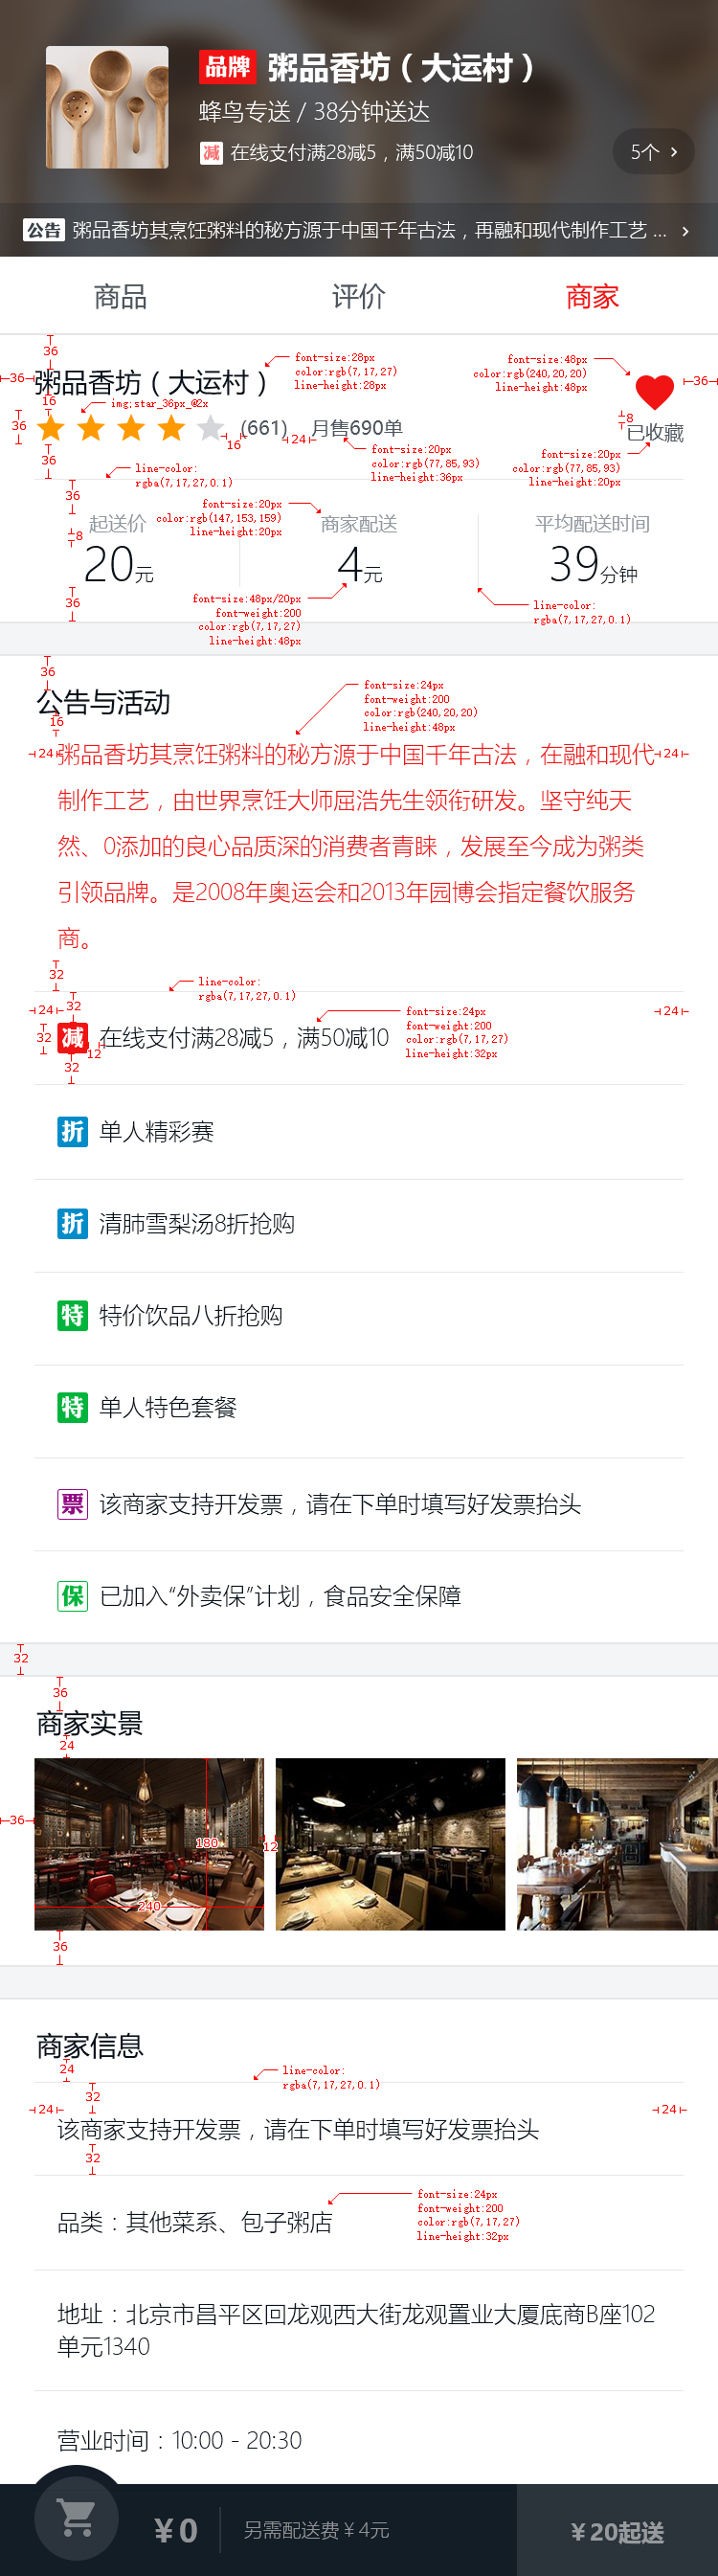 品牌 粥品香坊（大运村）
蜂鸟专送 / 38分钟送达
减 在线支付满28减5，满50减10
5个 >
公告 粥品香坊其烹饪粥料的秘方源于中国千年古法，再融和现代制作工艺 ... >
商品 评价 商家
36
font-size:28px
color:rgb(7,17,27)
line-height:28px
font-size:48px
color:rgb(240,20,20)
line-height:48px
36
粥品香坊（大运村）
36
16
img:star_36px_@2x
36
(661)
月售690单
8
已收藏
16
24
36
font-size:20px
color:rgb(77,85,93)
line-height:36px
font-size:20px
color:rgb(77,85,93)
line-height:20px
line-color:
rgba(7,17,27,0.1)
36
font-size:20px
color:rgb(147,153,159)
line-height:20px
起送价 商家配送 平均配送时间
8
20元 4元 39分钟
36
font-size:48px/20px
font-weight:200
color:rgb(7,17,27)
line-height:48px
line-color:
rgba(7,17,27,0.1)
36
公告与活动
16
font-size:24px
font-weight:200
color:rgb(240,20,20)
line-height:48px
24
粥品香坊其烹饪粥料的秘方源于中国千年古法，在融和现代
24
制作工艺，由世界烹饪大师屈浩先生领衔研发。坚守纯天
然、0添加的良心品质深的消费者青睐，发展至今成为粥类
引领品牌。是2008年奥运会和2013年园博会指定餐饮服务
商。
32
line-color:
rgba(7,17,27,0.1)
24
32
24
font-size:24px
font-weight:200
color:rgb(7,17,27)
line-height:32px
32
减 在线支付满28减5，满50减10
12
32
折 单人精彩赛
折 清肺雪梨汤8折抢购
特 特价饮品八折抢购
特 单人特色套餐
票 该商家支持开发票，请在下单时填写好发票抬头
保 已加入“外卖保”计划，食品安全保障
32
36
商家实景
24
36
180
12
240
36
商家信息
24
line-color:
rgba(7,17,27,0.1)
24
32
24
该商家支持开发票，请在下单时填写好发票抬头
32
font-size:24px
font-weight:200
color:rgb(7,17,27)
line-height:32px
品类：其他菜系、包子粥店
地址：北京市昌平区回龙观西大街龙观置业大厦底商B座102
单元1340
营业时间：10:00 - 20:30
￥0
另需配送费￥4元
￥20起送